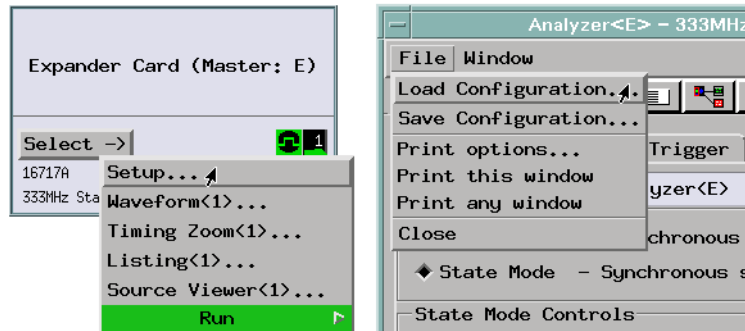 Expander Card (Master: E)
Select ->
1
16717A
333MHz Sta
Setup...
Waveform<1>...
Timing Zoom<1>...
Listing<1>...
Source Viewer<1>...
Run
Analyzer<E> - 333MHz
File Window
Load Configuration...
Save Configuration...
Print options...
Print this window
Print any window
Close
Trigger
yzer<E>
chronous
State Mode - Synchronous s
State Mode Controls